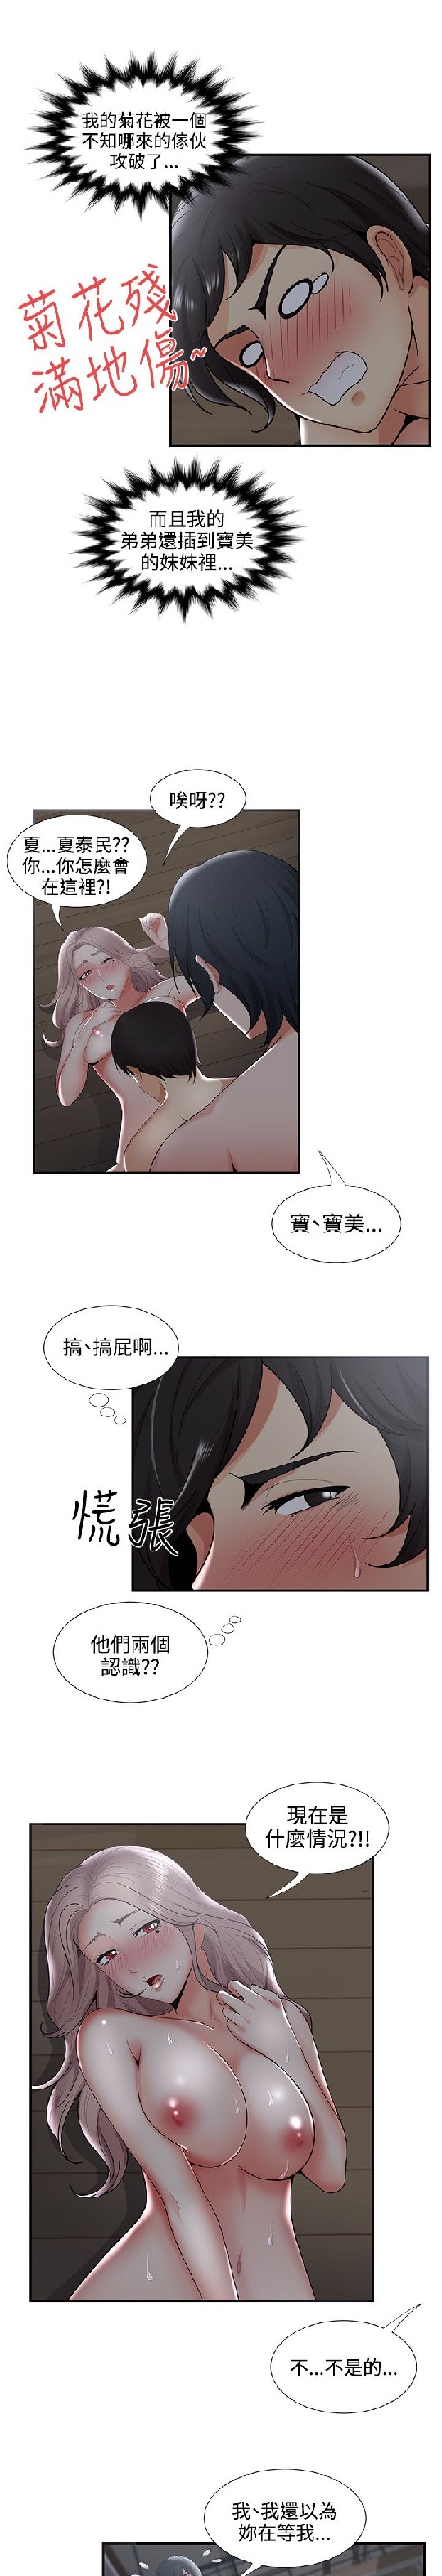 我的菊花被一個
不知哪來的傢伙
攻破了...
菊花殘
滿地傷~
而且我的
弟弟還插到寶美
的妹妹裡...
唉呀??
夏...夏泰民??
你...你怎麼會
在這裡?!
寶、寶美...
搞、搞屁啊...
慌張
他們兩個
認識??
現在是
什麼情況?!!
不...不是的...
我、我還以為
妳在等我...